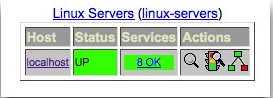 Linux Servers (linux-servers)
Host Status Services Actions
localhost UP 8 OK